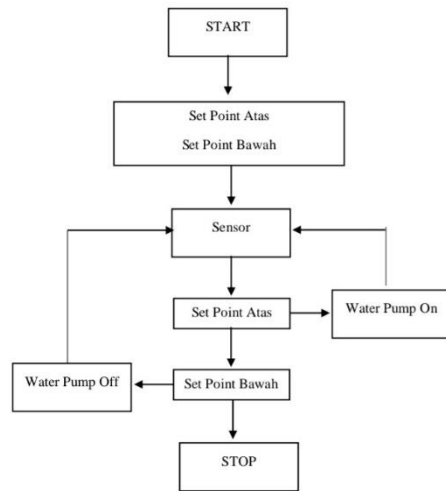 START
Set Point Atas
Set Point Bawah
Sensor
Set Point Atas
Water Pump On
Water Pump Off
Set Point Bawah
STOP